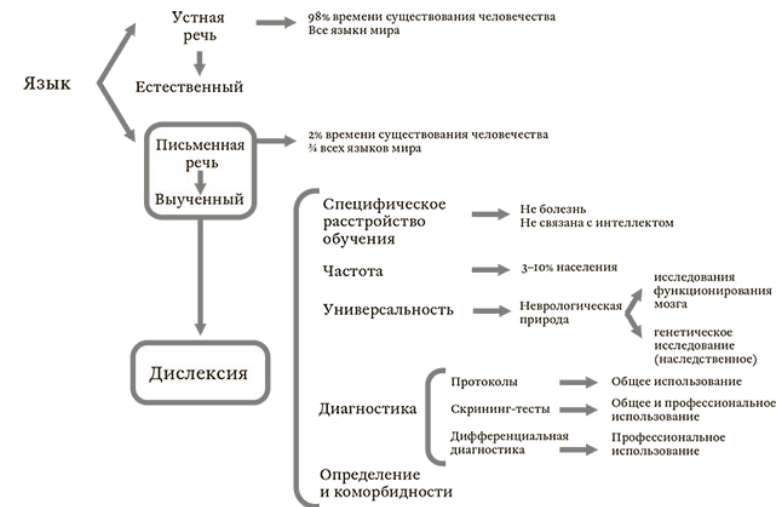 Устная
речь
98% времени существования человечества
Все языки мира
Язык
Естественный
Письменная
речь
Выученный
2% времени существования человечества
¾ всех языков мира
Специфическое
расстройство
обучения
Не болезнь
Не связана с интеллектом
Частота
3–10% населения
Универсальность
Неврологическая
природа
исследования
функционирования
мозга
генетическое
исследование
(наследственное)
Дислексия
Диагностика
Протоколы
Общее использование
Скрининг-тесты
Общее и профессиональное
использование
Дифференциальная
диагностика
Профессиональное
использование
Определение
и коморбидности